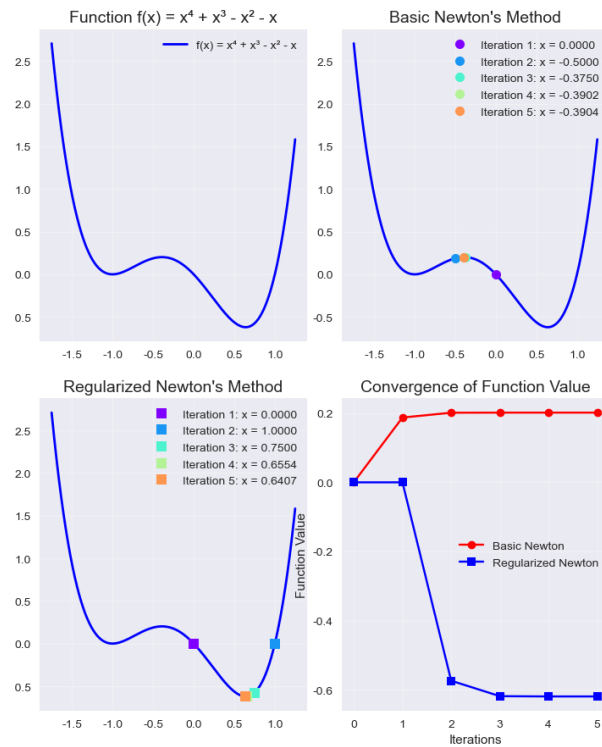 Function f(x) = x⁴ + x³ - x² - x
f(x) = x⁴ + x³ - x² - x
2.5
2.0
1.5
1.0
0.5
0.0
0.5
-1.5 -1.0 -0.5 0.0 0.5 1.0
Basic Newton's Method
Iteration 1: x = 0.0000
Iteration 2: x = -0.5000
Iteration 3: x = -0.3750
Iteration 4: x = -0.3902
Iteration 5: x = -0.3904
2.5
2.0
1.5
1.0
0.5
0.0
-0.5
-1.5 -1.0 -0.5 0.0 0.5 1.0
Regularized Newton's Method
Iteration 1: x = 0.0000
Iteration 2: x = 1.0000
Iteration 3: x = 0.7500
Iteration 4: x = 0.6554
Iteration 5: x = 0.6407
2.5
2.0
1.5
1.0
0.5
0.0
0.5
-1.5 -1.0 -0.5 0.0 0.5 1.0
Convergence of Function Value
0.2
0.0
-0.2
-0.4
-0.6
Function Value
Basic Newton
Regularized Newton
0 1 2 3 4 5
Iterations